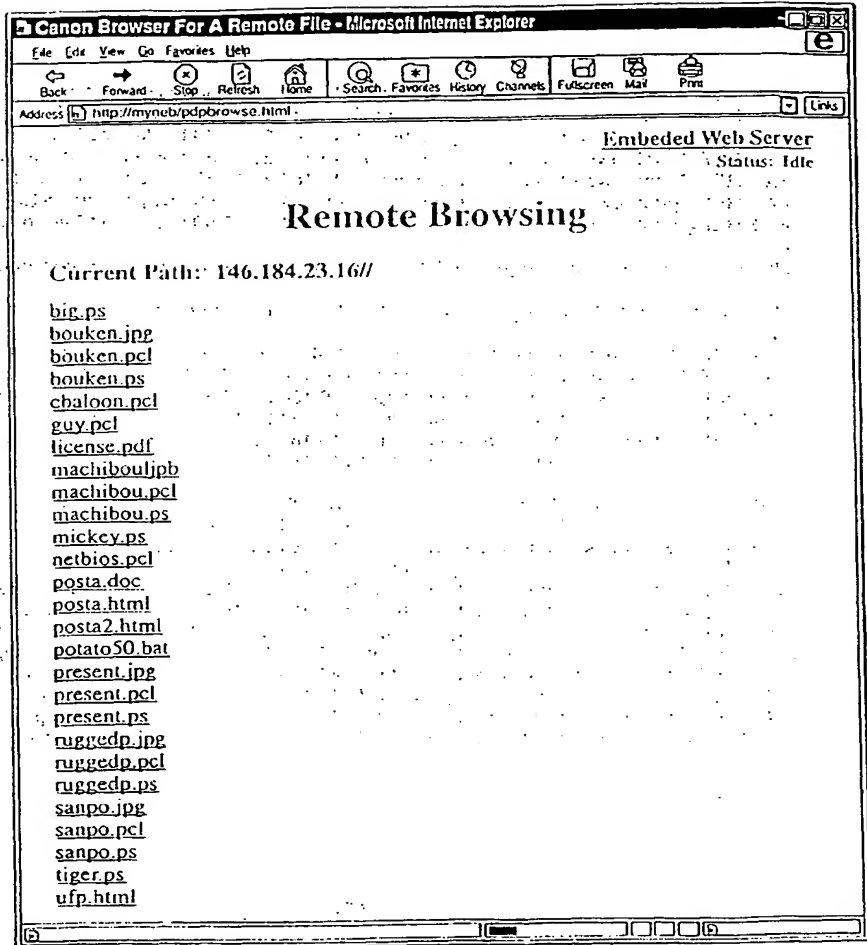 Canon Browser For A Remote File - Microsoft Internet Explorer
File Edit View Go Favorites Help
Back Forward Stop Refresh Home Search Favorites History Channels Fullscreen Mail Print
Address http://myneb/pdpbrowse.html Links
Embeded Web Server
Status: Idle
Remote Browsing
Current Path: 146.184.23.16//
big.ps
bouken.jpg
bouken.pcl
bouken.ps
cbaloon.pcl
guy.pcl
license.pdf
machibouljpb
machibou.pcl
machibou.ps
mickey.ps
netbios.pcl
posta.doc
posta.html
posta2.html
potato50.bat
present.jpg
present.pcl
present.ps
ruggedp.jpg
ruggedp.pcl
ruggedp.ps
sanpo.jpg
sanpo.pcl
sanpo.ps
tiger.ps
ufp.html